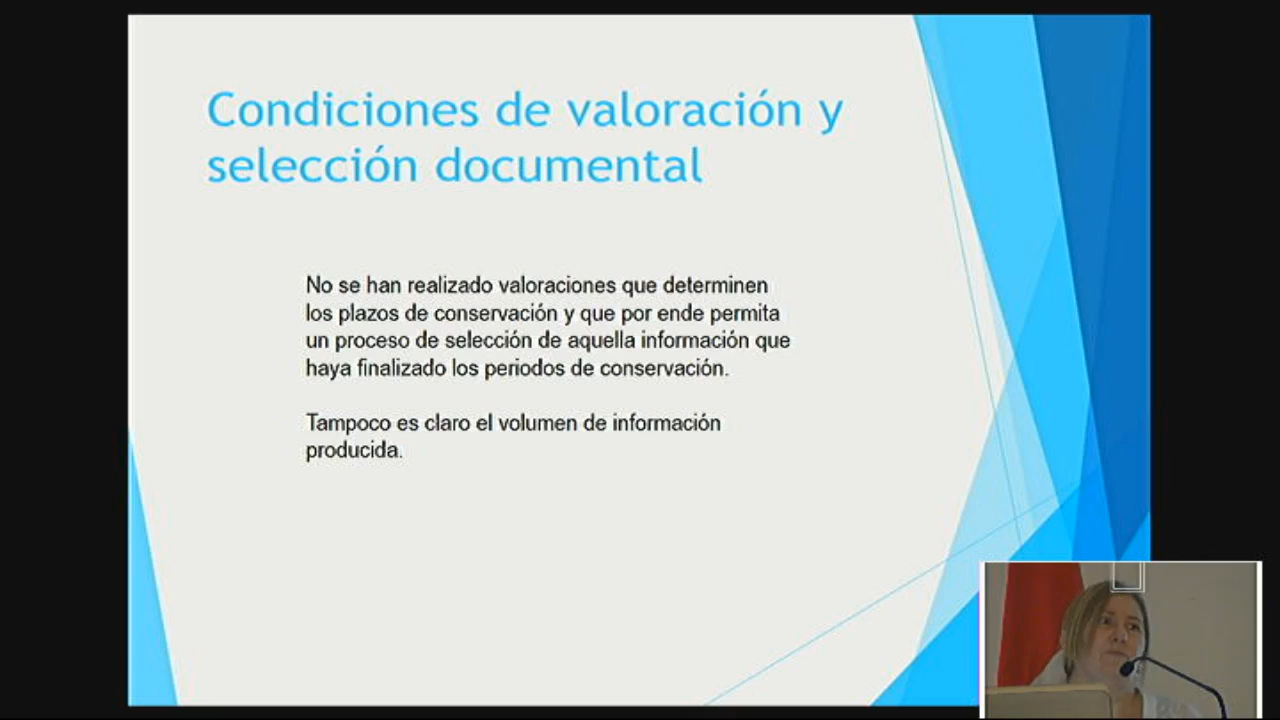 Condiciones de valoración y
selección documental
No se han realizado valoraciones que determinen
los plazos de conservación y que por ende permita
un proceso de selección de aquella información que
haya finalizado los periodos de conservación.
Tampoco es claro el volumen de información
producida.